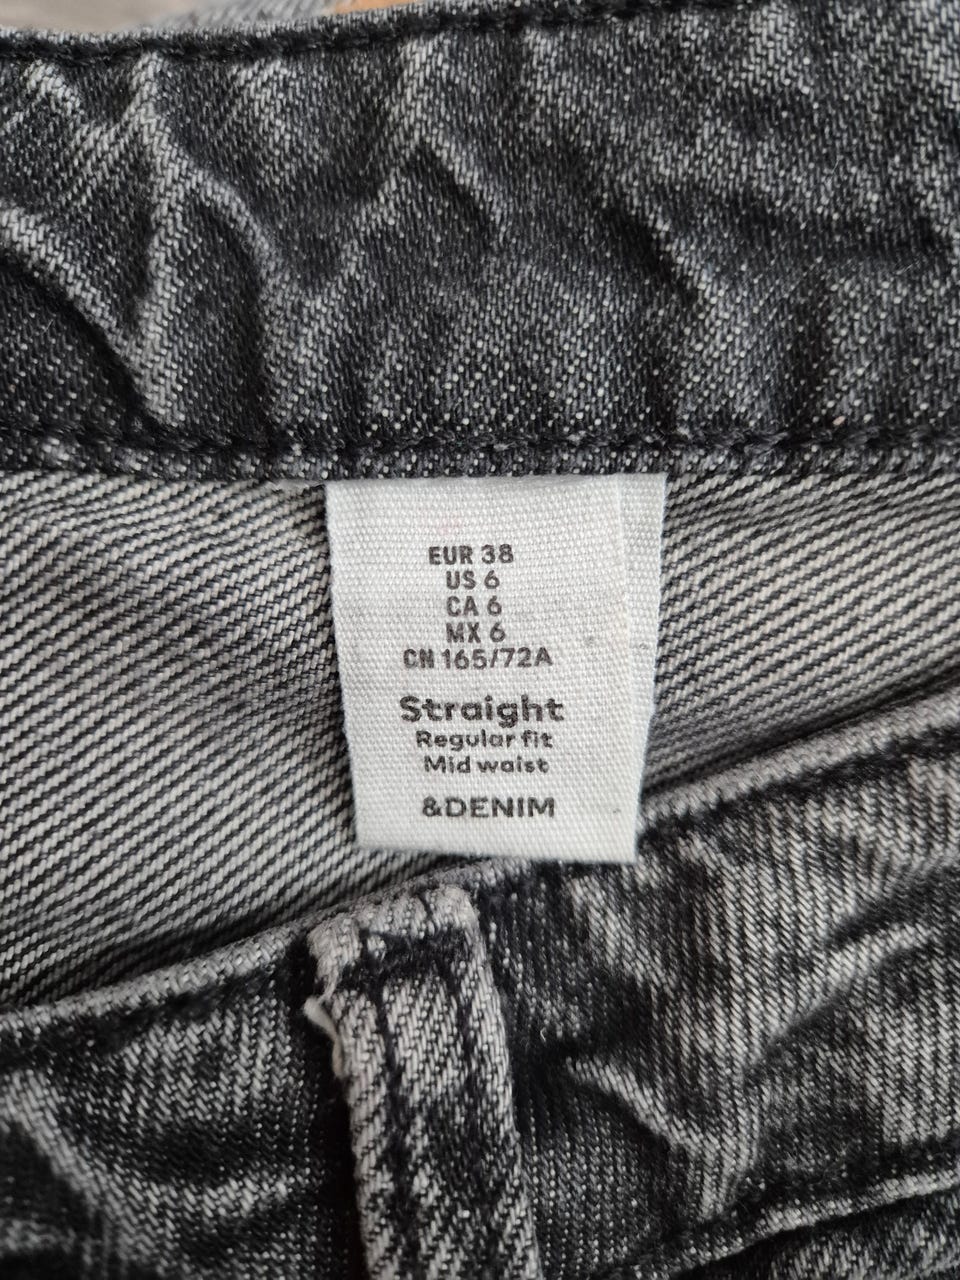 EUR 38
US 6
CA 6
MX 6
CN 165/72A
Straight
Regular fit
Mid waist
&DENIM